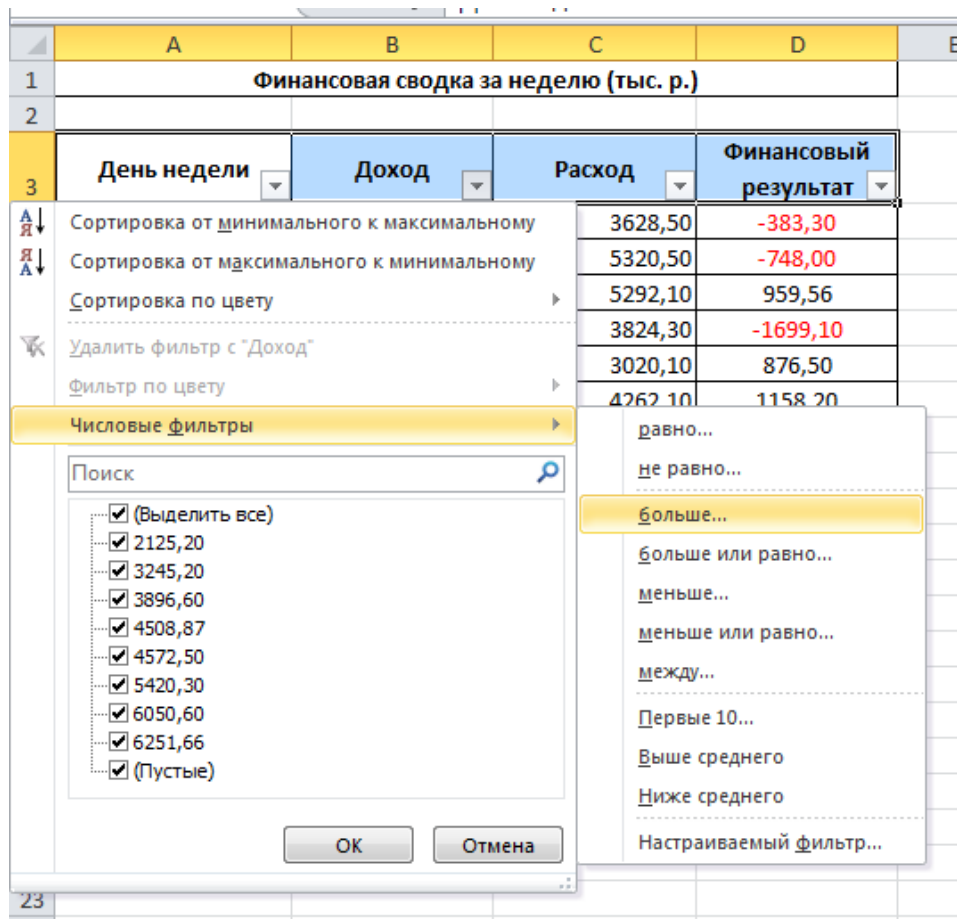 A B C D E
1 Финансовая сводка за неделю (тыс. р.)
2
3 День недели Доход Расход Финансовый результат
3628,50 -383,30
5320,50 -748,00
5292,10 959,56
3824,30 -1699,10
3020,10 876,50
4262,10 1158,20
Сортировка от минимального к максимальному
Сортировка от максимального к минимальному
Сортировка по цвету
Удалить фильтр с "Доход"
Фильтр по цвету
Числовые фильтры
Поиск
(Выделить все)
2125,20
3245,20
3896,60
4508,87
4572,50
5420,30
6050,60
6251,66
(Пустые)
ОК Отмена
равно...
не равно...
больше...
больше или равно...
меньше...
меньше или равно...
между...
Первые 10...
Выше среднего
Ниже среднего
Настраиваемый фильтр...
23